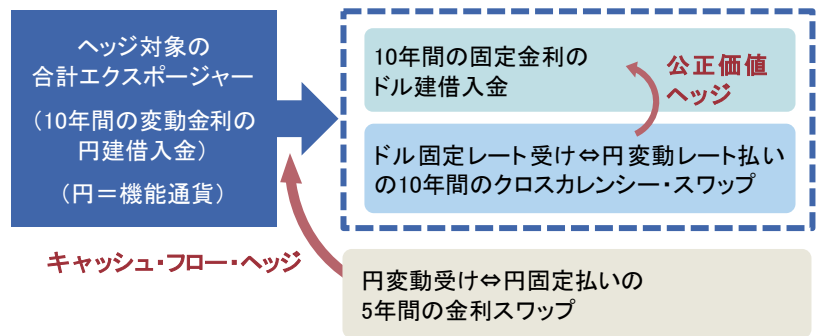 ヘッジ対象の
合計エクスポージャー
（10年間の変動金利の
円建借入金）
（円＝機能通貨）
10年間の固定金利の
ドル建借入金
公正価値
ヘッジ
ドル固定レート受け⇔円変動レート払い
の10年間のクロスカレンシー・スワップ
キャッシュ・フロー・ヘッジ
円変動受け⇔円固定払いの
5年間の金利スワップ